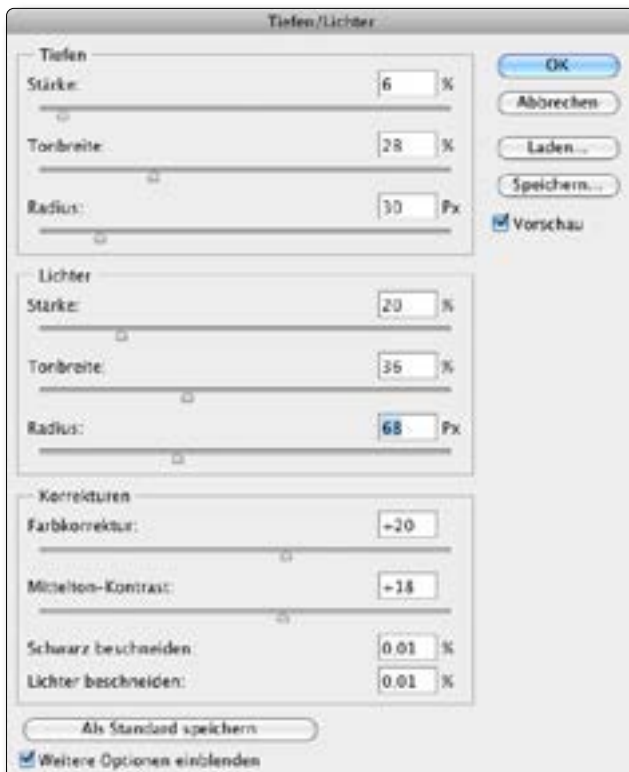 Tiefen/Lichter
Tiefen
Stärke: 6 %
Tonbreite: 28 %
Radius: 30 Px
Lichter
Stärke: 20 %
Tonbreite: 36 %
Radius: 68 Px
Korrekturen
Farbkorrektur: +20
Mittelton-Kontrast: +18
Schwarz beschneiden: 0,01 %
Lichter beschneiden: 0,01 %
Als Standard speichern
Weitere Optionen einblenden
OK
Abbrechen
Laden...
Speichern...
Vorschau